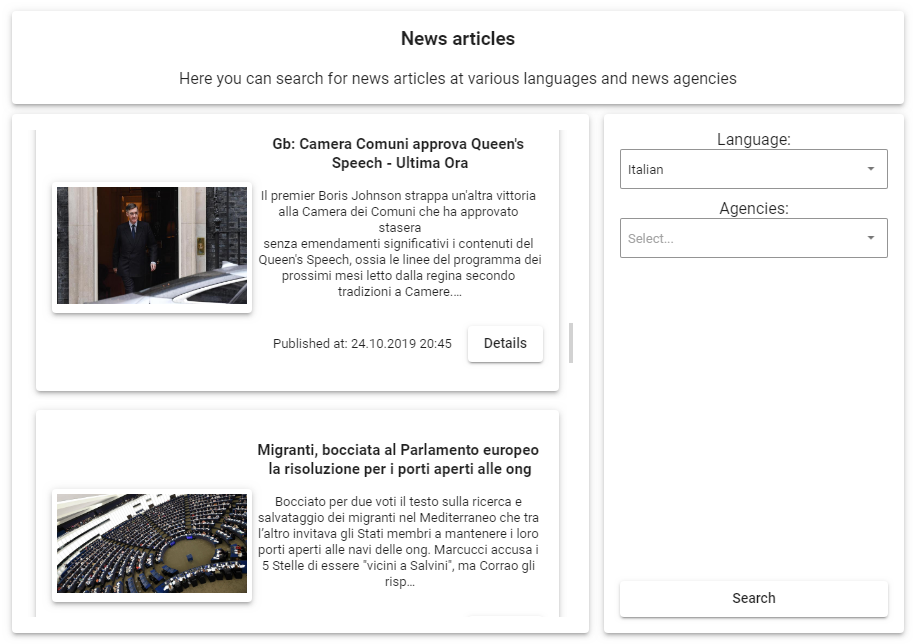 News articles
Here you can search for news articles at various languages and news agencies
Gb: Camera Comuni approva Queen's
Speech - Ultima Ora
Il premier Boris Johnson strappa un'altra vittoria
alla Camera dei Comuni che ha approvato
stasera
senza emendamenti significativi i contenuti del
Queen's Speech, ossia le linee del programma dei
prossimi mesi letto dalla regina secondo
tradizioni a Camere....
Published at: 24.10.2019 20:45
Details
Migranti, bocciata al Parlamento europeo
la risoluzione per i porti aperti alle ong
Bocciato per due voti il testo sulla ricerca e
salvataggio dei migranti nel Mediterraneo che tra
l’altro invitava gli Stati membri a mantenere i loro
porti aperti alle navi delle ong. Marcucci accusa i
5 Stelle di essere "vicini a Salvini", ma Corrao gli
risp…
Language:
Italian
Agencies:
Select...
Search